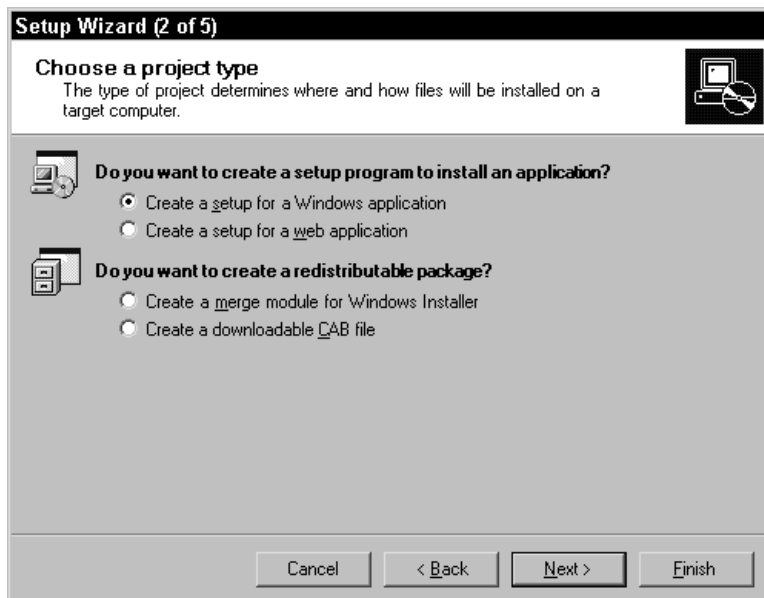 Setup Wizard (2 of 5)
Choose a project type
The type of project determines where and how files will be installed on a
target computer.
Do you want to create a setup program to install an application?
Create a setup for a Windows application
Create a setup for a web application
Do you want to create a redistributable package?
Create a merge module for Windows Installer
Create a downloadable CAB file
Cancel < Back Next > Finish